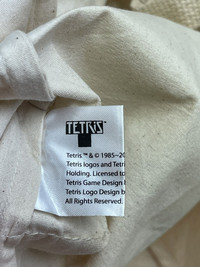 TETRIS
Tetris ™ & © 1985~20
Tetris logos and Tetri
Holding. Licensed to
Tetris Game Design
Tetris Logo Design b
All Rights Reserved.